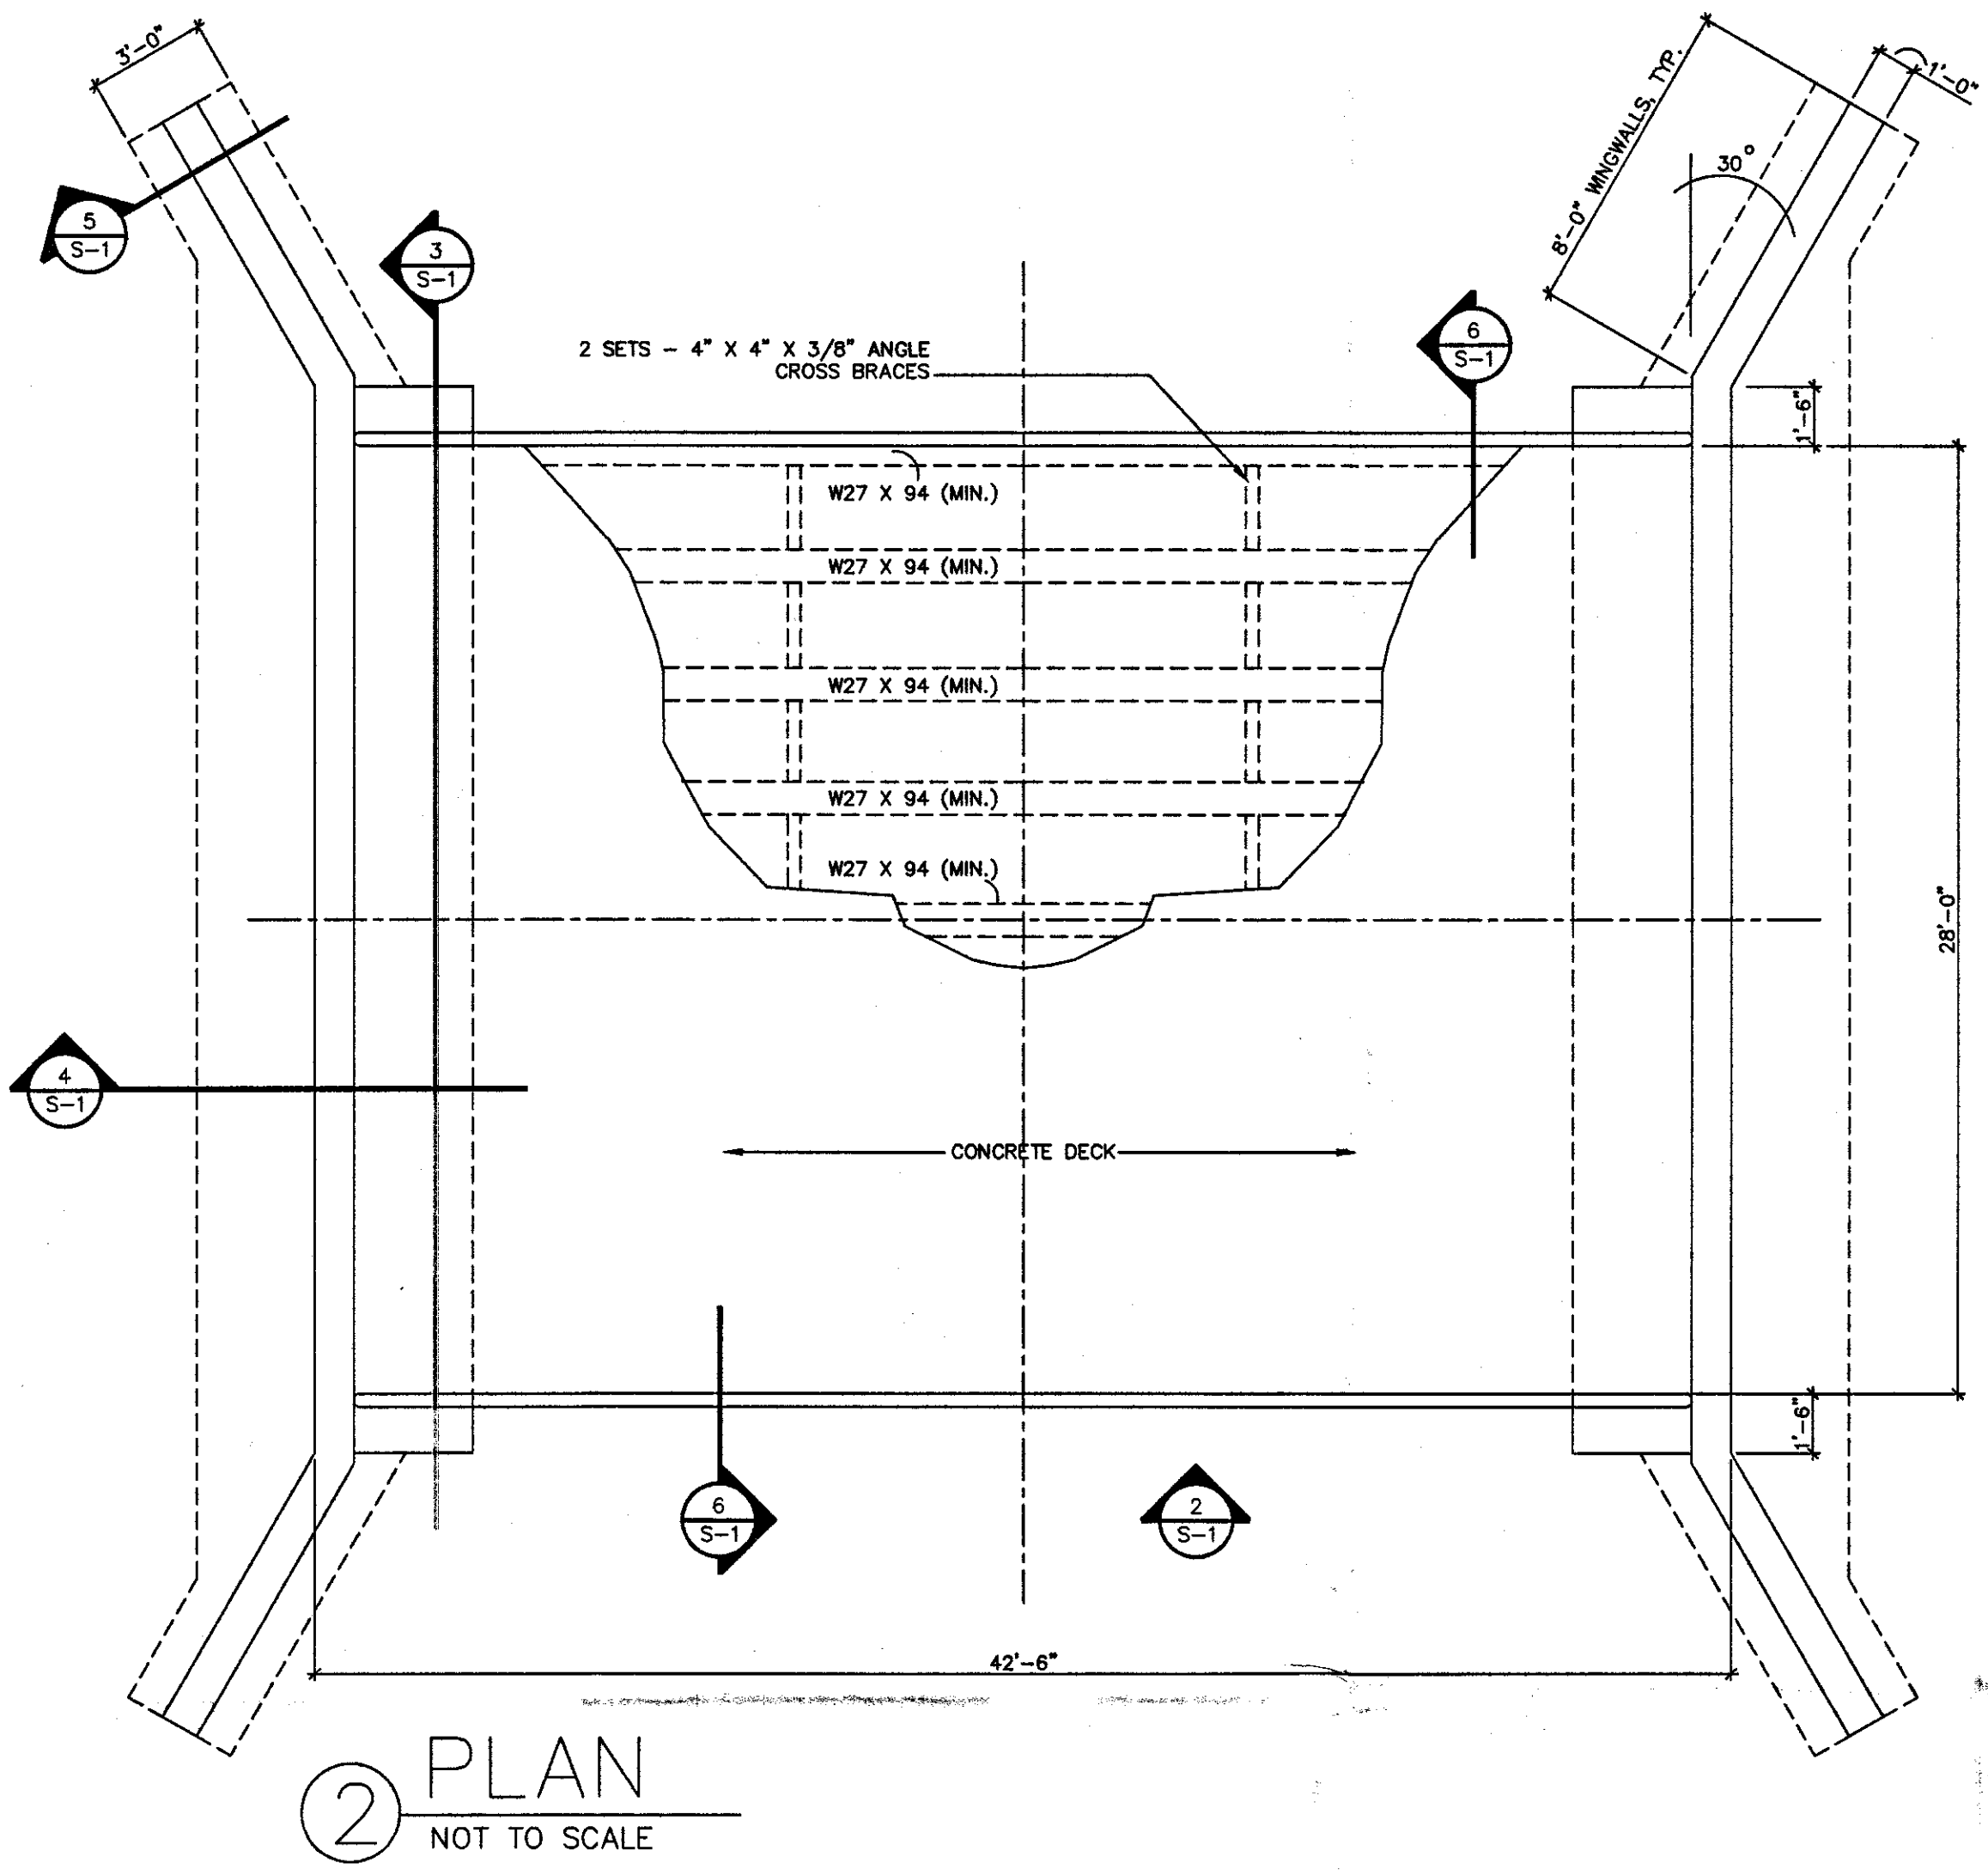 3'-0"
8'-0" WINGWALLS, TYP.
1'-0"
30°
5
S-1
3
S-1
6
S-1
2 SETS - 4" X 4" X 3/8" ANGLE
CROSS BRACES
1'-6"
W27 X 94 (MIN.)
W27 X 94 (MIN.)
W27 X 94 (MIN.)
W27 X 94 (MIN.)
W27 X 94 (MIN.)
28'-0"
4
S-1
CONCRETE DECK
1'-6"
6
S-1
2
S-1
42'-6"
2
PLAN
NOT TO SCALE